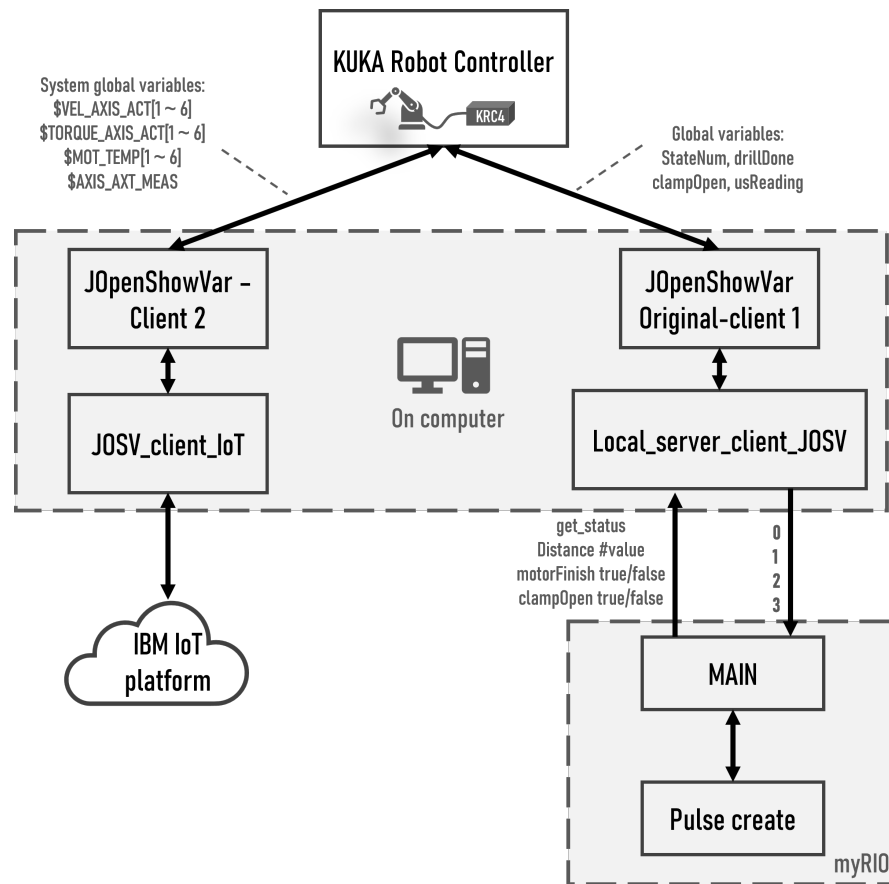 KUKA Robot Controller
KRC4
System global variables:
$VEL_AXIS_ACT[1 ~ 6]
$TORQUE_AXIS_ACT[1 ~ 6]
$MOT_TEMP[1 ~ 6]
$AXIS_AXT_MEAS
Global variables:
StateNum, drillDone
clampOpen, usReading
JOpenShowVar -
Client 2
JOpenShowVar
Original-client 1
On computer
JOSV_client_IoT
Local_server_client_JOSV
get_status
Distance #value
motorFinish true/false
clampOpen true/false
0
1
2
3
IBM IoT
platform
MAIN
Pulse create
myRIO